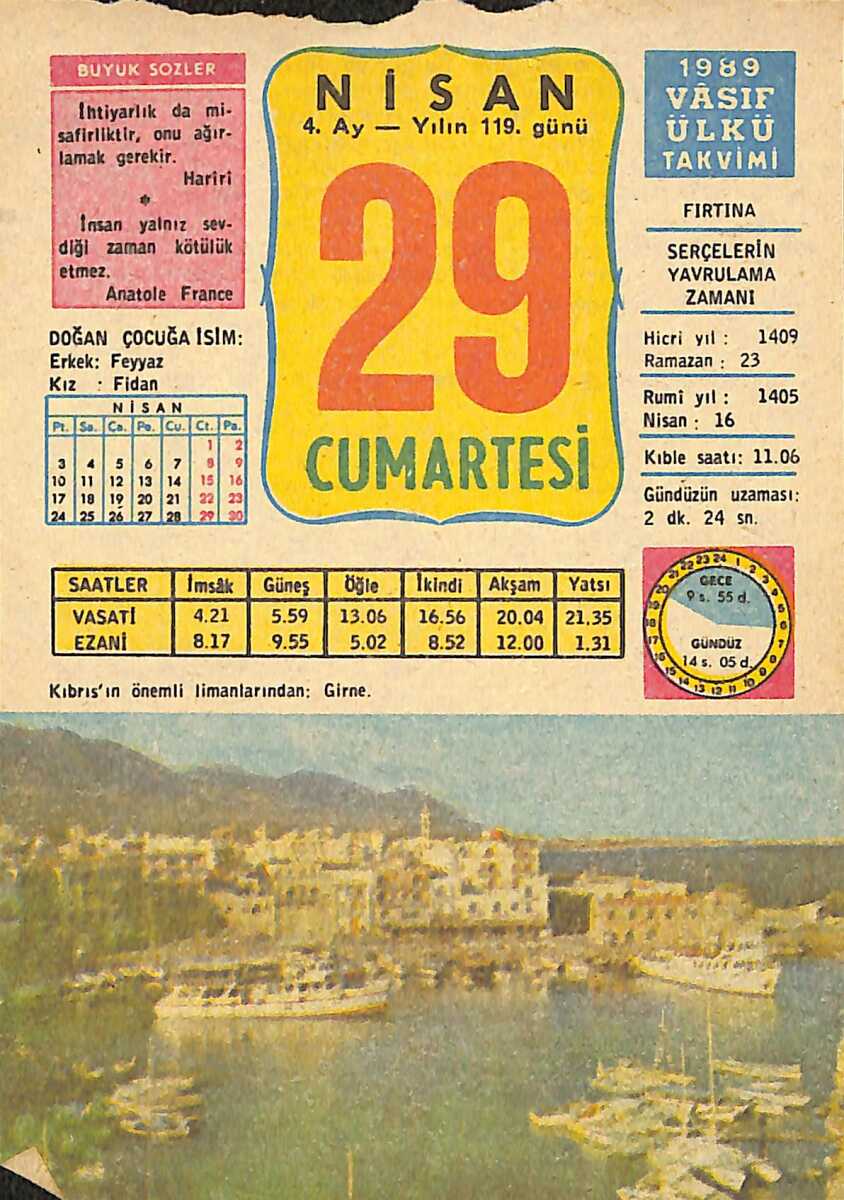 BUYUK SOZLER
İhtiyarlık da mi-
safirliktir, onu ağır-
lamak gerekir.
Harîrî
*
İnsan yalnız sev-
diği zaman kötülük
etmez.
Anatole France
DOĞAN ÇOCUĞA İSİM:
Erkek: Feyyaz
Kız : Fidan
NİSAN
Pt. Sa. Ça. Pe. Cu. Ct. Pa.
1 2
3 4 5 6 7 8 9
10 11 12 13 14 15 16
17 18 19 20 21 22 23
24 25 26 27 28 29 30
NİSAN
4. Ay — Yılın 119. günü
29
CUMARTESİ
1989
VÂSIF
ÜLKÜ
TAKVİMİ
FIRTINA
SERÇELERİN
YAVRULAMA
ZAMANI
Hicri yıl : 1409
Ramazan : 23
Rumî yıl : 1405
Nisan : 16
Kıble saatı: 11.06
Gündüzün uzaması:
2 dk. 24 sn.
SAATLER İmsâk Güneş Öğle İkindi Akşam Yatsı
VASATİ 4.21 5.59 13.06 16.56 20.04 21.35
EZANİ 8.17 9.55 5.02 8.52 12.00 1.31
GECE
9 s. 55 d.
GÜNDÜZ
14 s. 05 d.
Kıbrıs'ın önemli limanlarından: Girne.